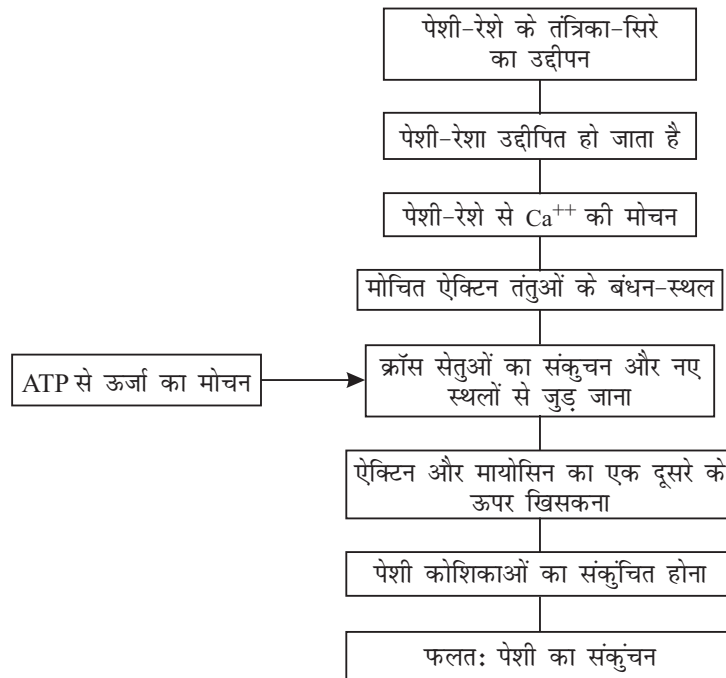 पेशी-रेशे के तंत्रिका-सिरे
का उद्दीपन
पेशी-रेशा उद्दीपित हो जाता है
पेशी-रेशे से Ca++ की मोचन
मोचित ऐक्टिन तंतुओं के बंधन-स्थल
ATP से ऊर्जा का मोचन
क्रॉस सेतुओं का संकुचन और नए
स्थलों से जुड़ जाना
ऐक्टिन और मायोसिन का एक दूसरे के
ऊपर खिसकना
पेशी कोशिकाओं का संकुंचित होना
फलतः पेशी का संकुंचन